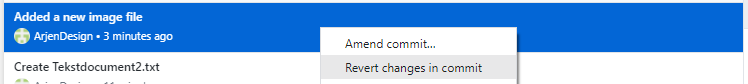 Added a new image file
ArjenDesign • 3 minutes ago
Amend commit...
Create Tekstdocument2.txt
Revert changes in commit